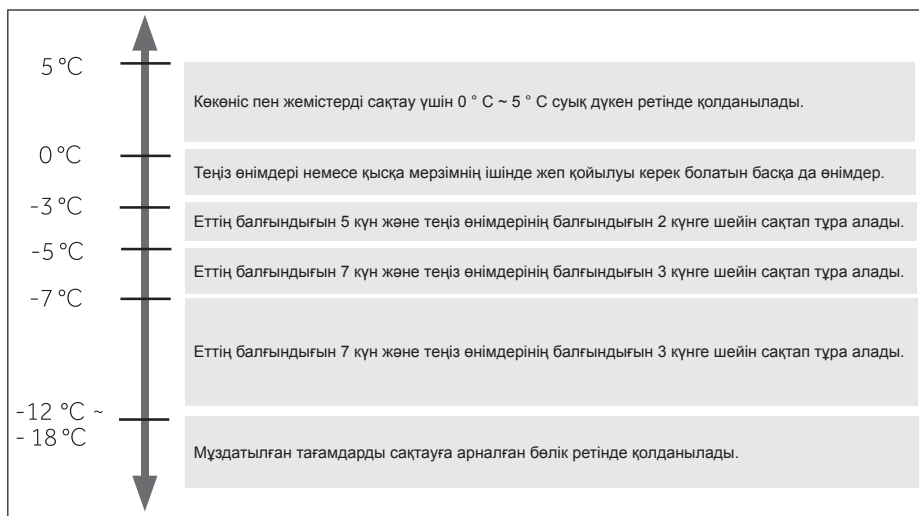 5 °C
Көкөніс пен жемістерді сақтау үшін 0 ° C ~ 5 ° C суық дүкен ретінде қолданылады.
0 °C
Теңіз өнімдері немесе қысқа мерзімнің ішінде жеп қойылуы керек болатын басқа да өнімдер.
-3 °C
Еттің балғындығын 5 күн және теңіз өнімдерінің балғындығын 2 күнге шейін сақтап тұра алады.
-5 °C
Еттің балғындығын 7 күн және теңіз өнімдерінің балғындығын 3 күнге шейін сақтап тұра алады.
-7 °C
Еттің балғындығын 7 күн және теңіз өнімдерінің балғындығын 3 күнге шейін сақтап тұра алады.
-12 °C ~
- 18 °C
Мұздатылған тағамдарды сақтауға арналған бөлік ретінде қолданылады.